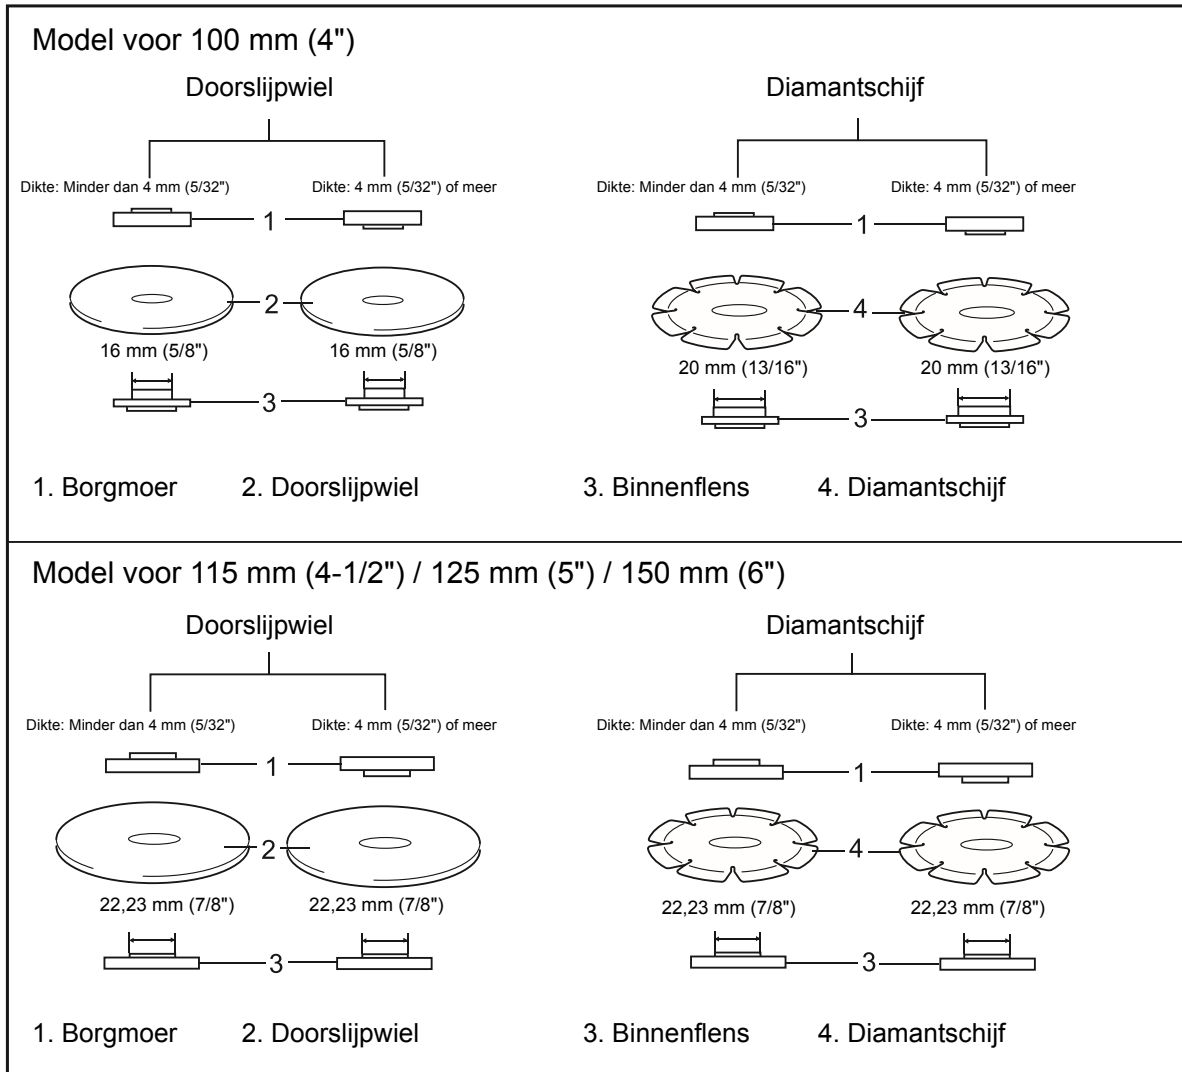 Model voor 100 mm (4")
Doorslijpwiel Diamantschijf
Dikte: Minder dan 4 mm (5/32") Dikte: 4 mm (5/32") of meer Dikte: Minder dan 4 mm (5/32") Dikte: 4 mm (5/32") of meer
1 1
2 4
16 mm (5/8") 16 mm (5/8") 20 mm (13/16") 20 mm (13/16")
3 3
1. Borgmoer 2. Doorslijpwiel 3. Binnenflens 4. Diamantschijf
Model voor 115 mm (4-1/2") / 125 mm (5") / 150 mm (6")
Doorslijpwiel Diamantschijf
Dikte: Minder dan 4 mm (5/32") Dikte: 4 mm (5/32") of meer Dikte: Minder dan 4 mm (5/32") Dikte: 4 mm (5/32") of meer
1 1
2 4
22,23 mm (7/8") 22,23 mm (7/8") 22,23 mm (7/8") 22,23 mm (7/8")
3 3
1. Borgmoer 2. Doorslijpwiel 3. Binnenflens 4. Diamantschijf